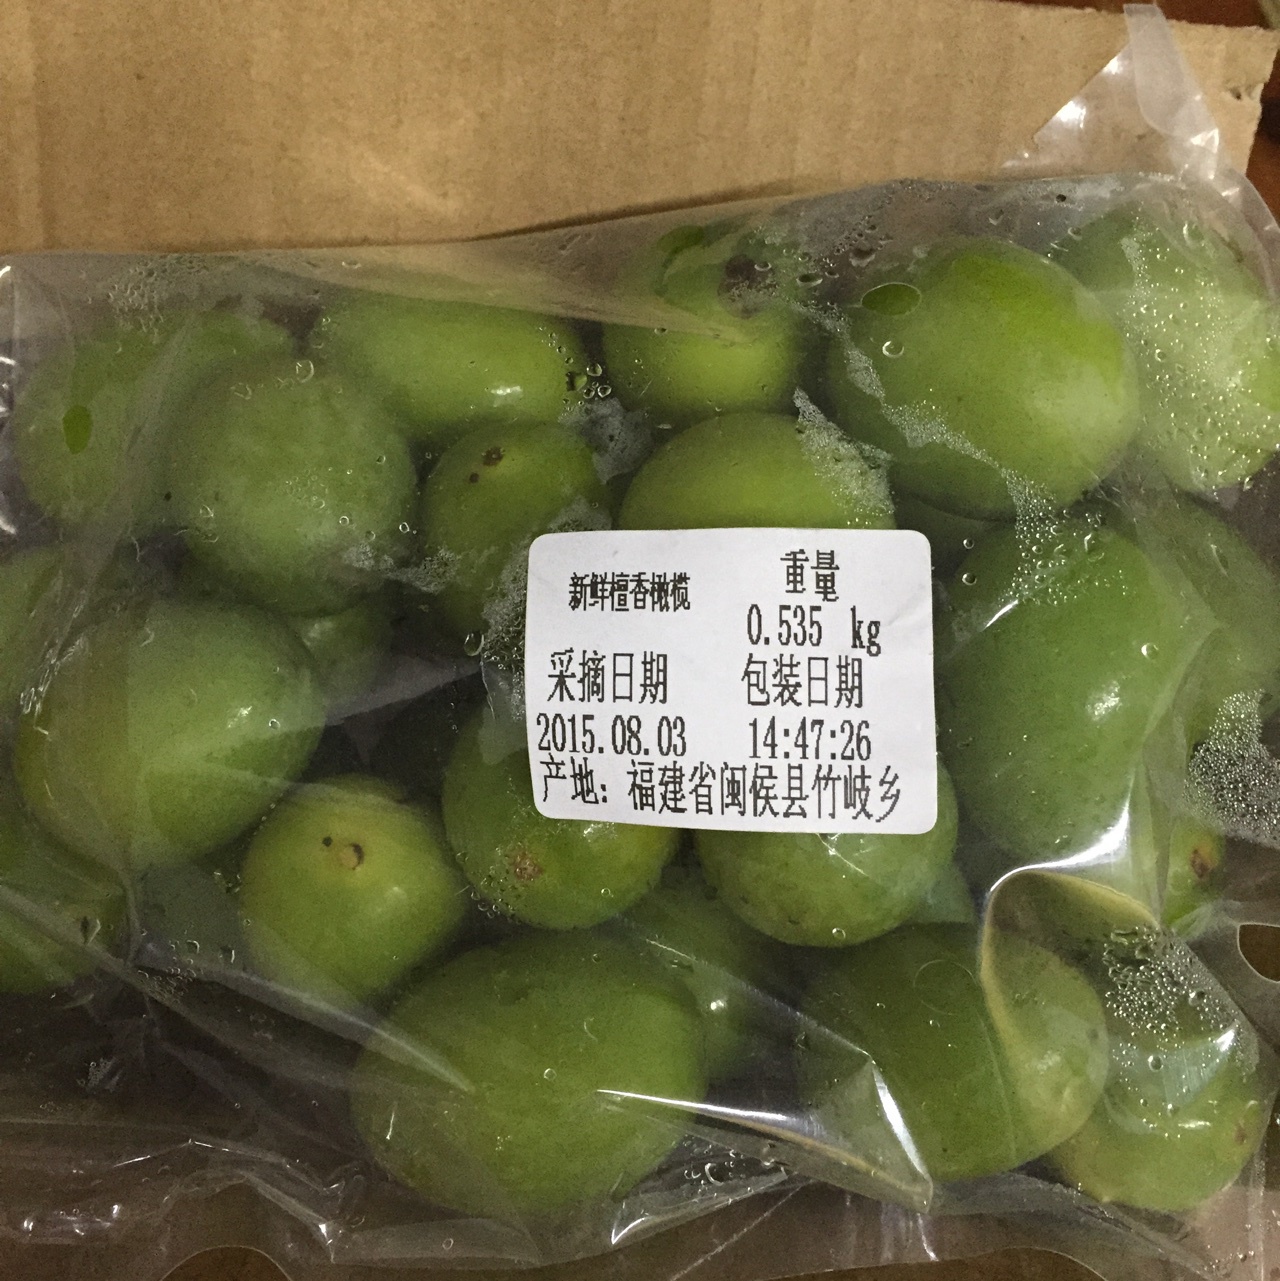 新鲜檀香橄榄 重量
0.535 kg
采摘日期 包装日期
2015.08.03 14:47:26
产地：福建省闽侯县竹岐乡